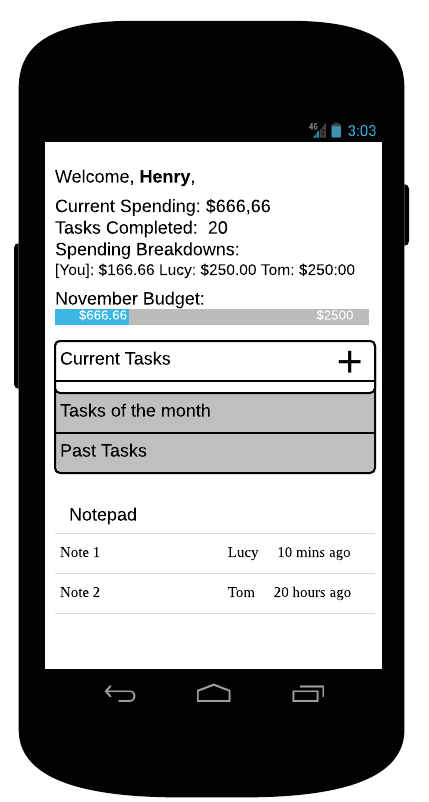 4G 3:03
Welcome, Henry,
Current Spending: $666,66
Tasks Completed: 20
Spending Breakdowns:
[You]: $166.66 Lucy: $250.00 Tom: $250:00
November Budget:
$666.66 $2500
Current Tasks +
Tasks of the month
Past Tasks
Notepad
Note 1 Lucy 10 mins ago
Note 2 Tom 20 hours ago